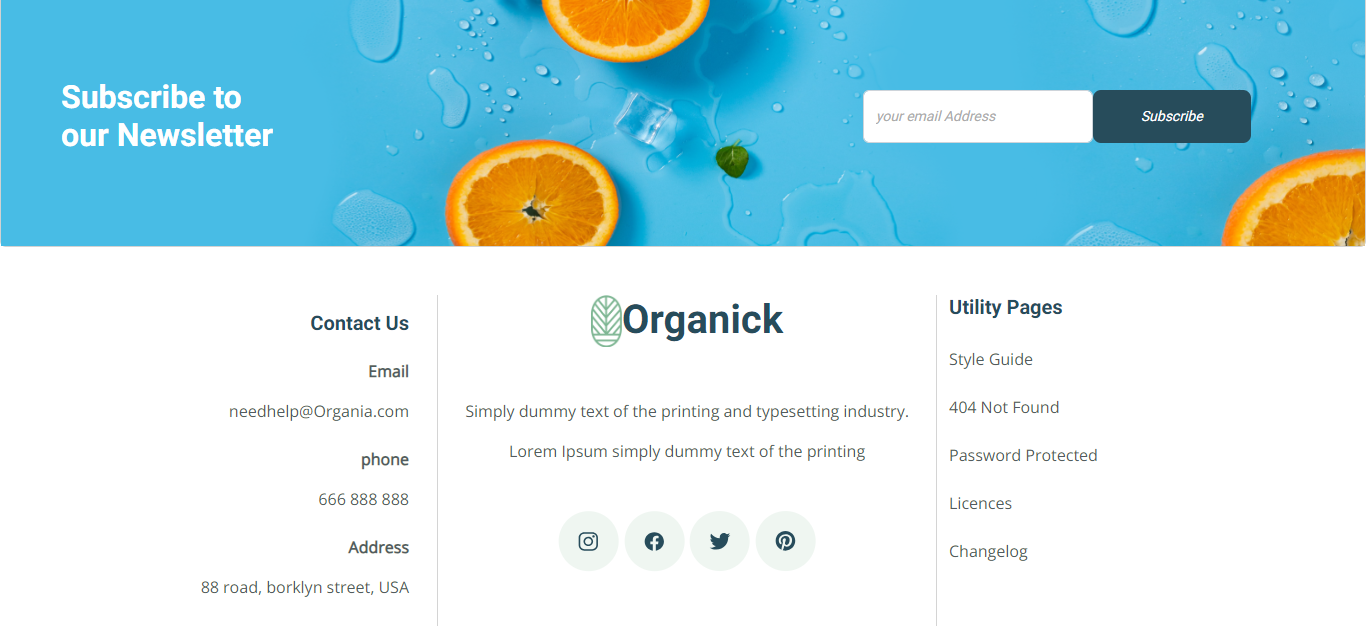 Subscribe to
our Newsletter
your email Address
Subscribe
Contact Us
Email
needhelp@Organia.com
phone
666 888 888
Address
88 road, borklyn street, USA
Organick
Simply dummy text of the printing and typesetting industry.
Lorem Ipsum simply dummy text of the printing
Utility Pages
Style Guide
404 Not Found
Password Protected
Licences
Changelog